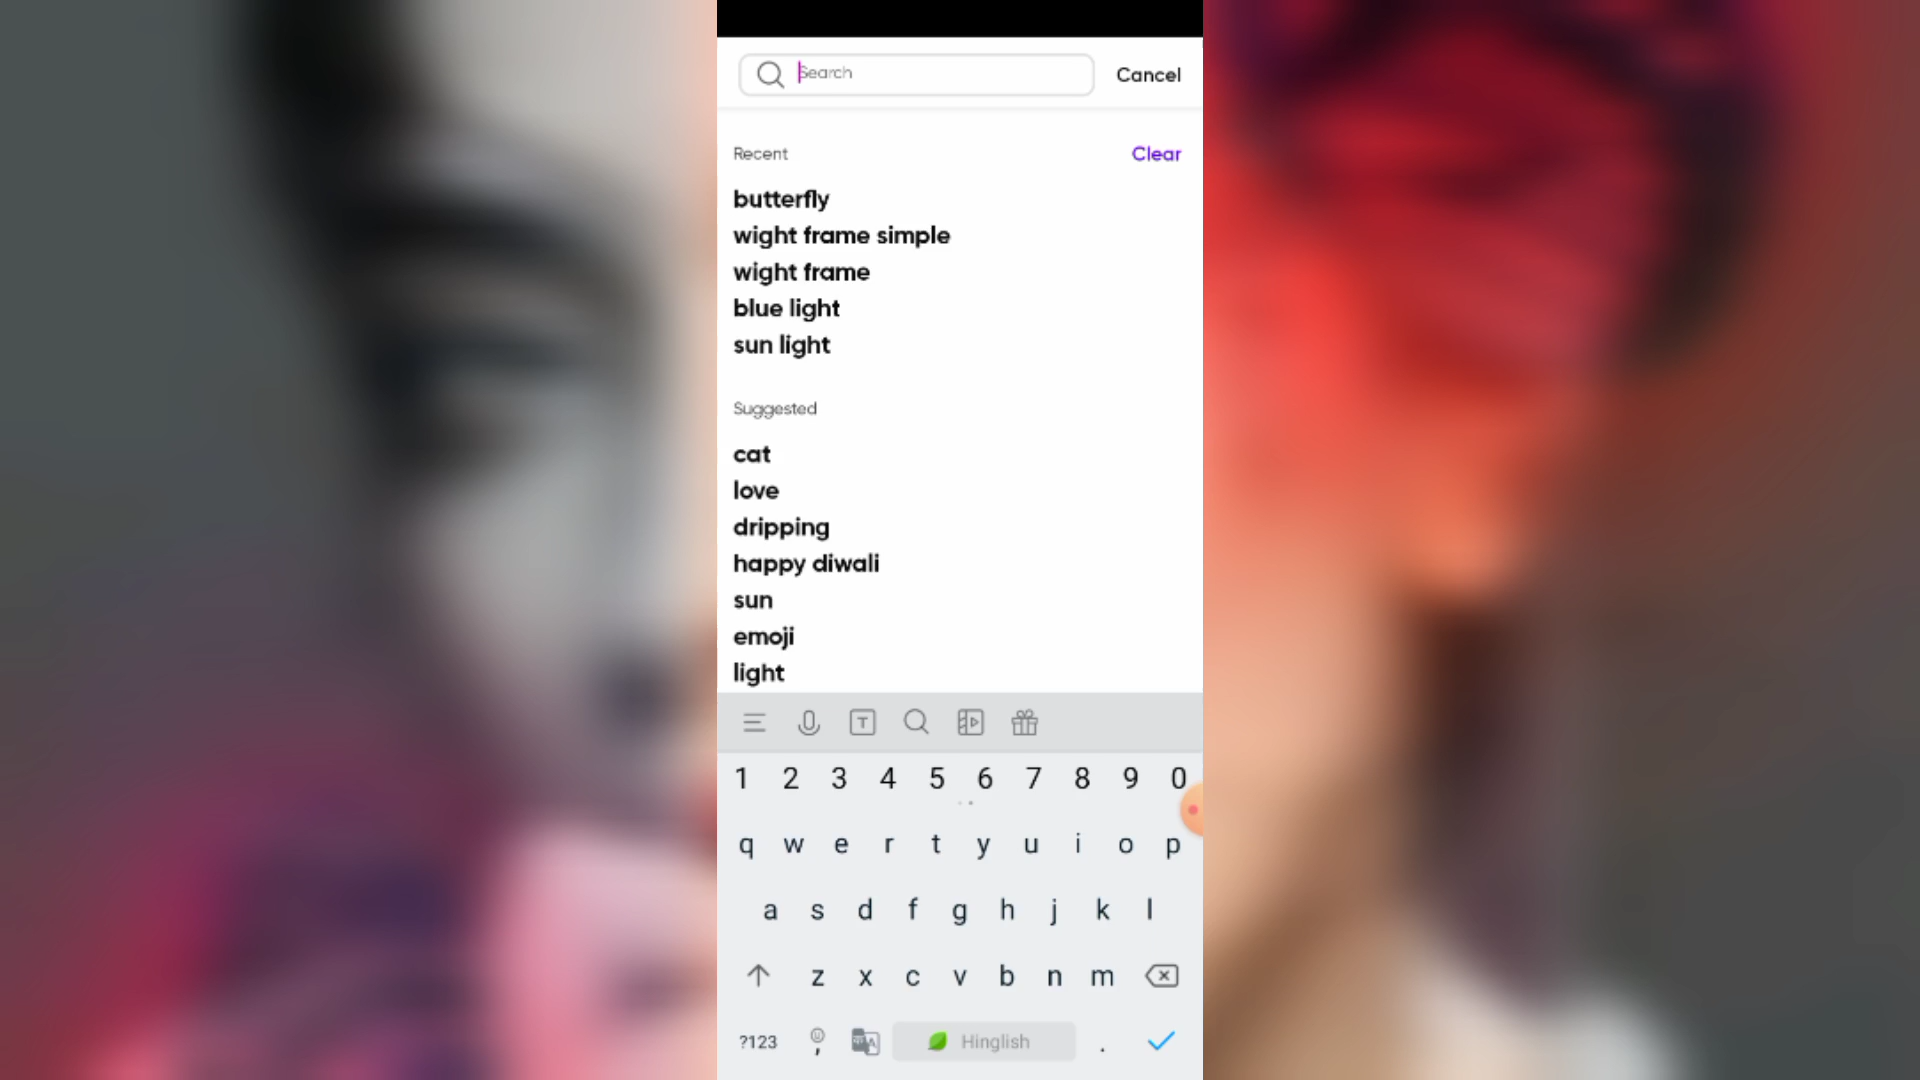 Search
Cancel
Recent
Clear
butterfly
wight frame simple
wight frame
blue light
sun light
Suggested
cat
love
dripping
happy diwali
sun
emoji
light
T
1 2 3 4 5 6 7 8 9 0
q w e r t y u i o p
a s d f g h j k l
z x c v b n m
?123 , Hinglish .